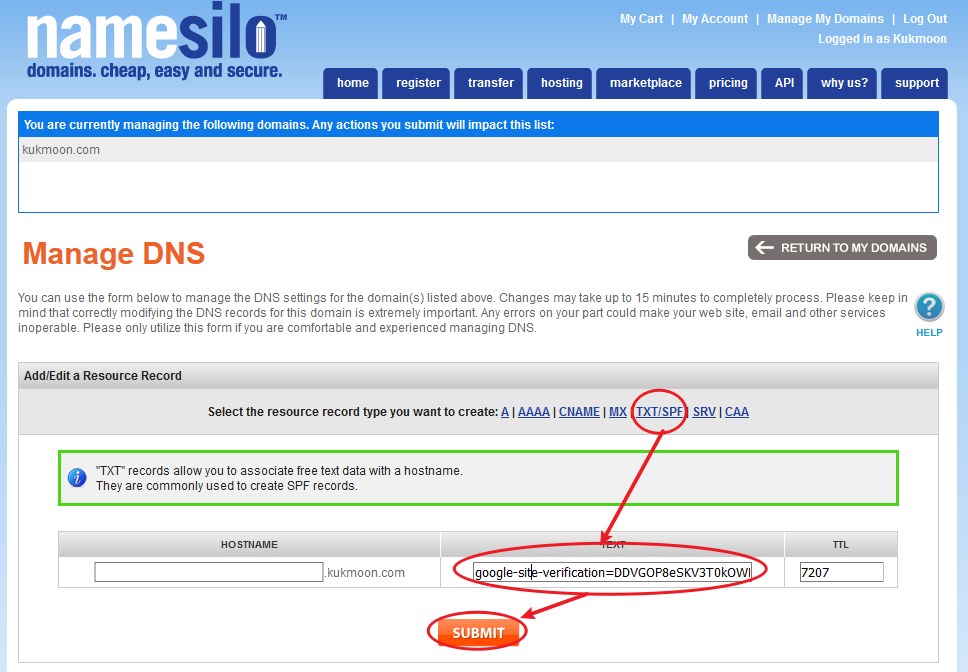 namesilo™
domains. cheap, easy and secure.
My Cart | My Account | Manage My Domains | Log Out
Logged in as Kukmoon
home register transfer hosting marketplace pricing API why us? support
You are currently managing the following domains. Any actions you submit will impact this list:
kukmoon.com
Manage DNS
RETURN TO MY DOMAINS
You can use the form below to manage the DNS settings for the domain(s) listed above. Changes may take up to 15 minutes to completely process. Please keep in
mind that correctly modifying the DNS records for this domain is extremely important. Any errors on your part could make your web site, email and other services
inoperable. Please only utilize this form if you are comfortable and experienced managing DNS.
?
HELP
Add/Edit a Resource Record
Select the resource record type you want to create: A | AAAA | CNAME | MX | TXT/SPF | SRV | CAA
i
"TXT" records allow you to associate free text data with a hostname.
They are commonly used to create SPF records.
HOSTNAME TEXT TTL
.kukmoon.com google-site-verification=DDVGOP8eSKV3T0kOWI 7207
SUBMIT